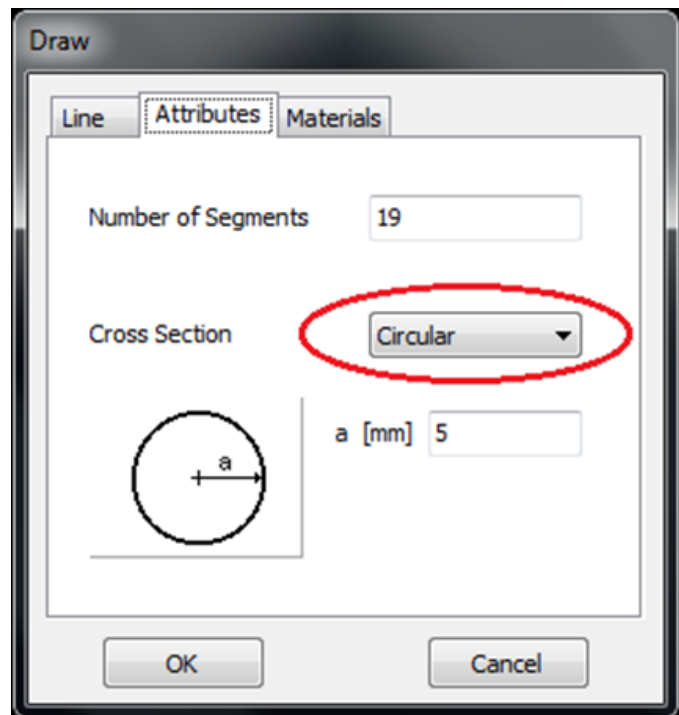 Draw
Line Attributes Materials
Number of Segments 19
Cross Section Circular
a [mm] 5
a
OK Cancel